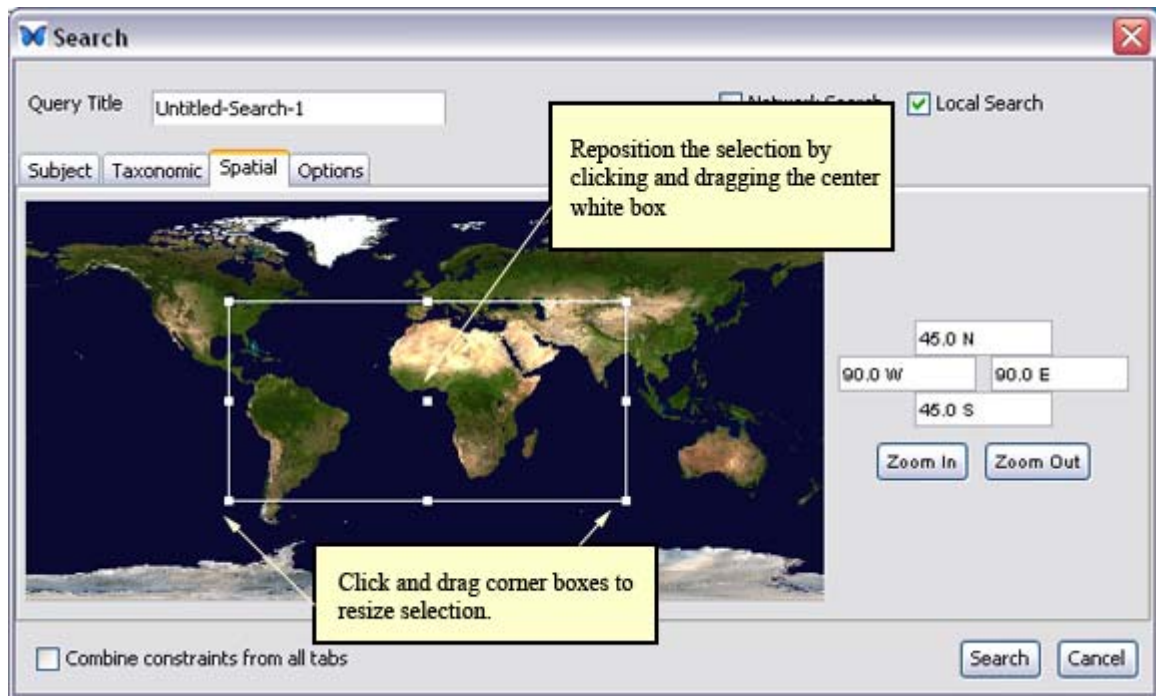 Search
Query Title
Untitled-Search-1
Local Search
Subject
Taxonomic
Spatial
Options
Reposition the selection by
clicking and dragging the center
white box
45.0 N
90.0 W
90.0 E
45.0 S
Zoom In
Zoom Out
Click and drag corner boxes to
resize selection.
Combine constraints from all tabs
Search
Cancel